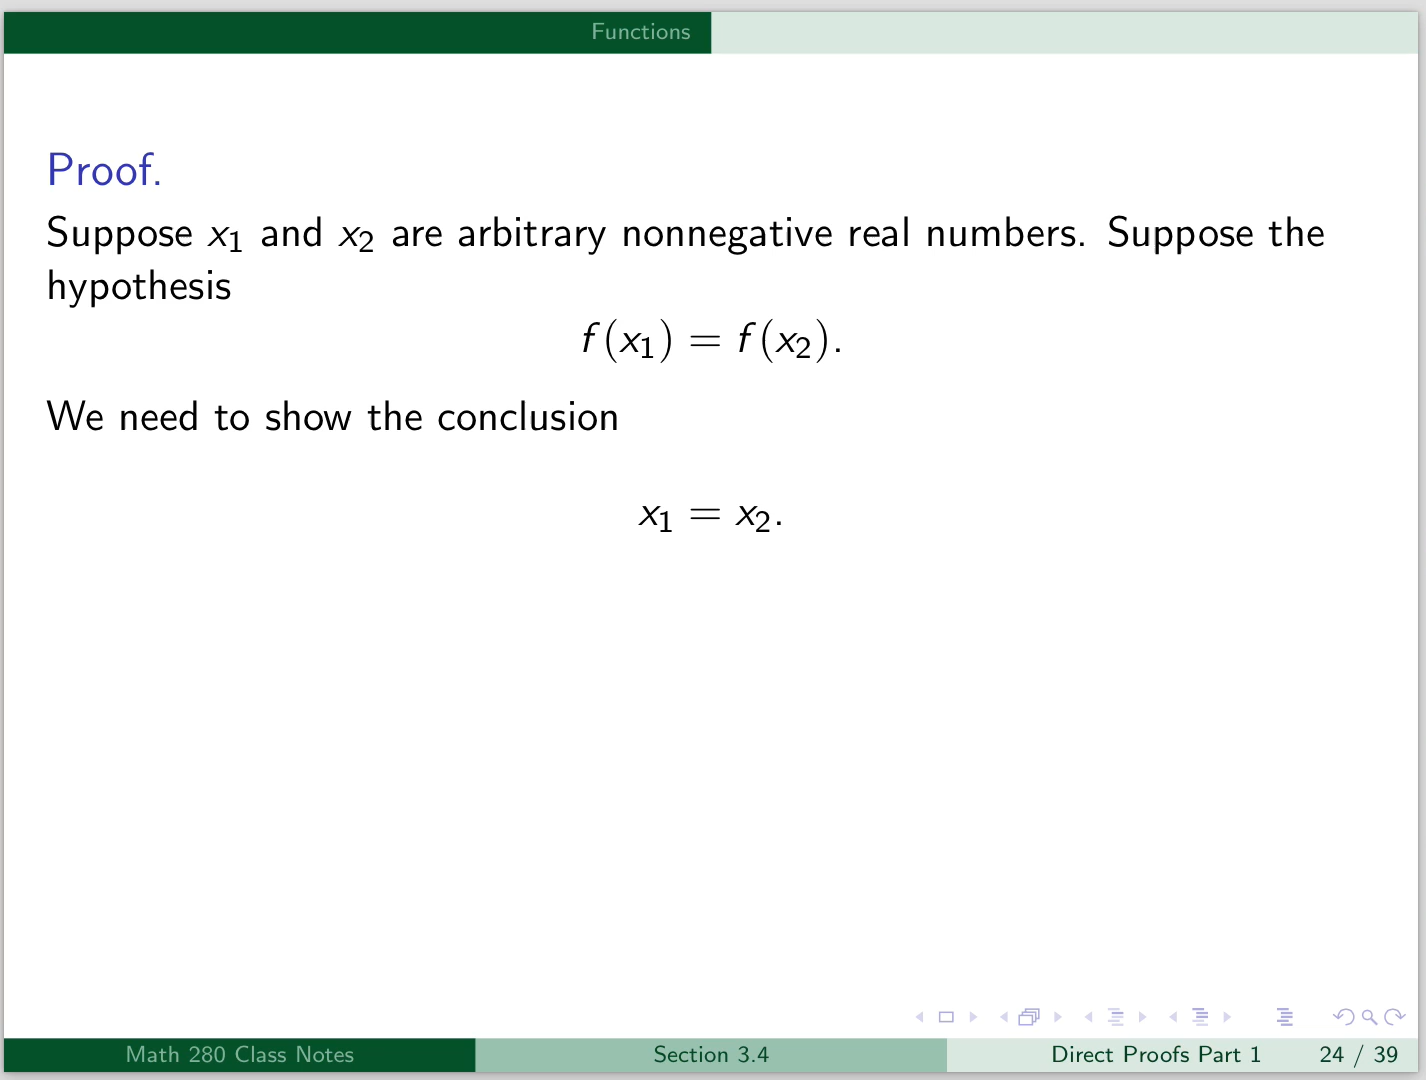 Functions
Proof.
Suppose x₁ and x₂ are arbitrary nonnegative real numbers. Suppose the
hypothesis
f(x₁) = f(x₂).
We need to show the conclusion
x₁ = x₂.
Math 280 Class Notes Section 3.4 Direct Proofs Part 1 24 / 39